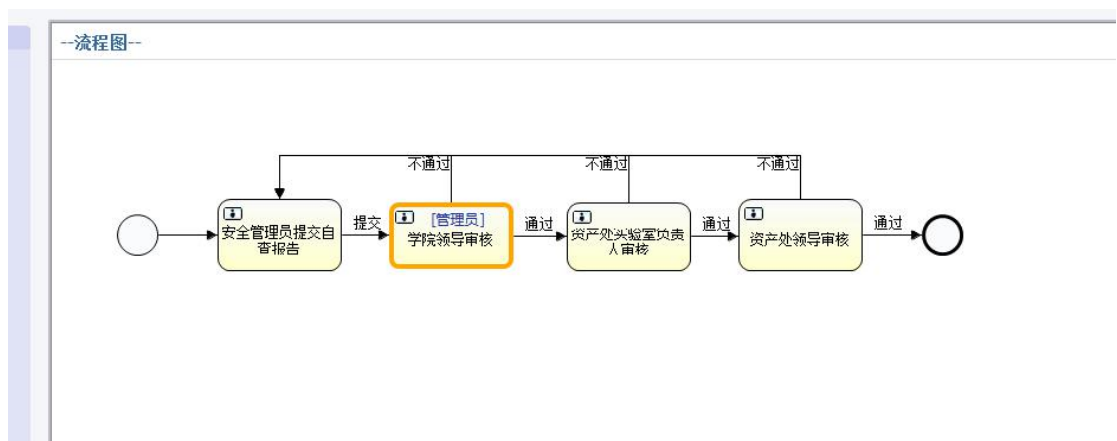 --流程图--
不通过
不通过
不通过
安全管理员提交自
查报告
提交
[管理员]
学院领导审核
通过
资产处实验室负责
人审核
通过
资产处领导审核
通过